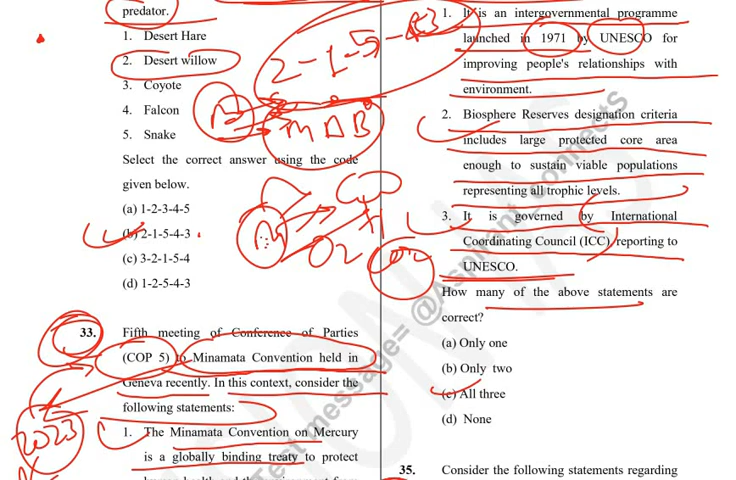 predator.
1. Desert Hare
2. Desert willow
3. Coyote
4. Falcon
5. Snake
Select the correct answer using the code
given below.
(a) 1-2-3-4-5
(b) 2-1-5-4-3
(c) 3-2-1-5-4
(d) 1-2-5-4-3
33. Fifth meeting of Conference of Parties
(COP 5) to Minamata Convention held in
Geneva recently. In this context, consider the
following statements:
1. The Minamata Convention on Mercury
is a globally binding treaty to protect
2-1-5-4-3
MAB
O2
2023
1. It is an intergovernmental programme
launched in 1971 by UNESCO for
improving people's relationships with
environment.
2. Biosphere Reserves designation criteria
includes large protected core area
enough to sustain viable populations
representing all trophic levels.
3. It is governed by International
Coordinating Council (ICC) reporting to
UNESCO.
How many of the above statements are
correct?
(a) Only one
(b) Only two
(c) All three
(d) None
35. Consider the following statements regarding
Test message= @Aspirant connects